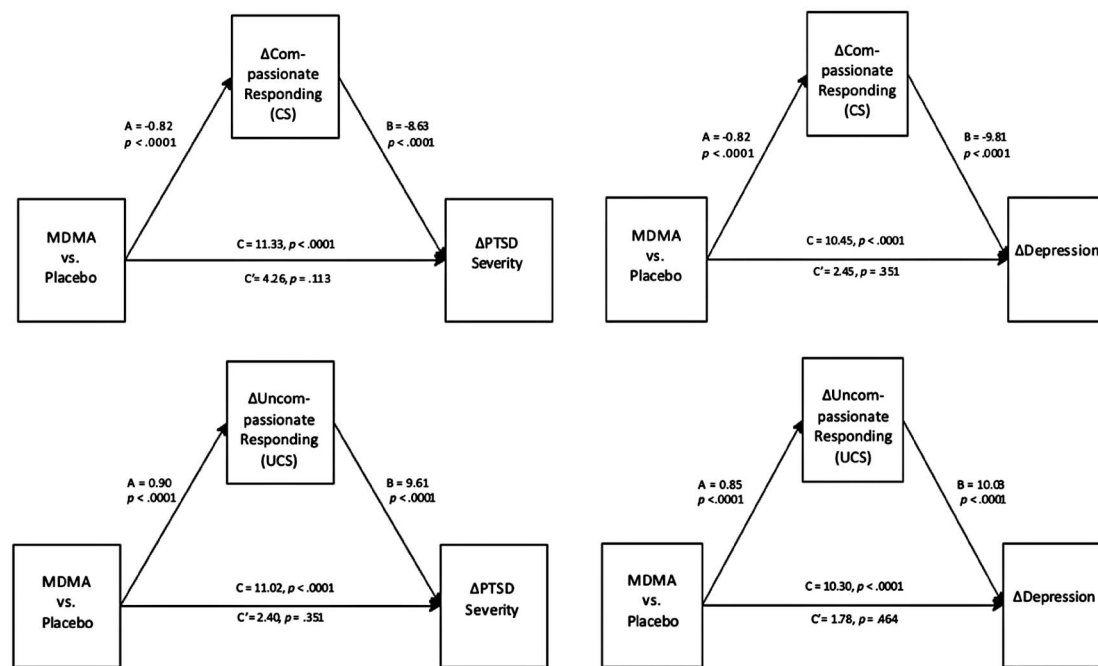 ΔCom-
passionate
Responding
(CS)
A = -0.82
p < .0001
B = -8.63
p < .0001
MDMA
vs.
Placebo
C = 11.33, p < .0001
C’= 4.26, p = .113
ΔPTSD
Severity
ΔCom-
passionate
Responding
(CS)
A = -0.82
p <.0001
B = -9.81
p <.0001
MDMA
vs.
Placebo
C = 10.45, p <.0001
C’= 2.45, p = .351
ΔDepression
ΔUncom-
passionate
Responding
(UCS)
A = 0.90
p < .0001
B = 9.61
p <.0001
MDMA
vs.
Placebo
C = 11.02, p <.0001
C’= 2.40, p = .351
ΔPTSD
Severity
ΔUncom-
passionate
Responding
(UCS)
A = 0.85
p <.0001
B = 10.03
p <.0001
MDMA
vs.
Placebo
C = 10.30, p <.0001
C’= 1.78, p = .464
ΔDepression